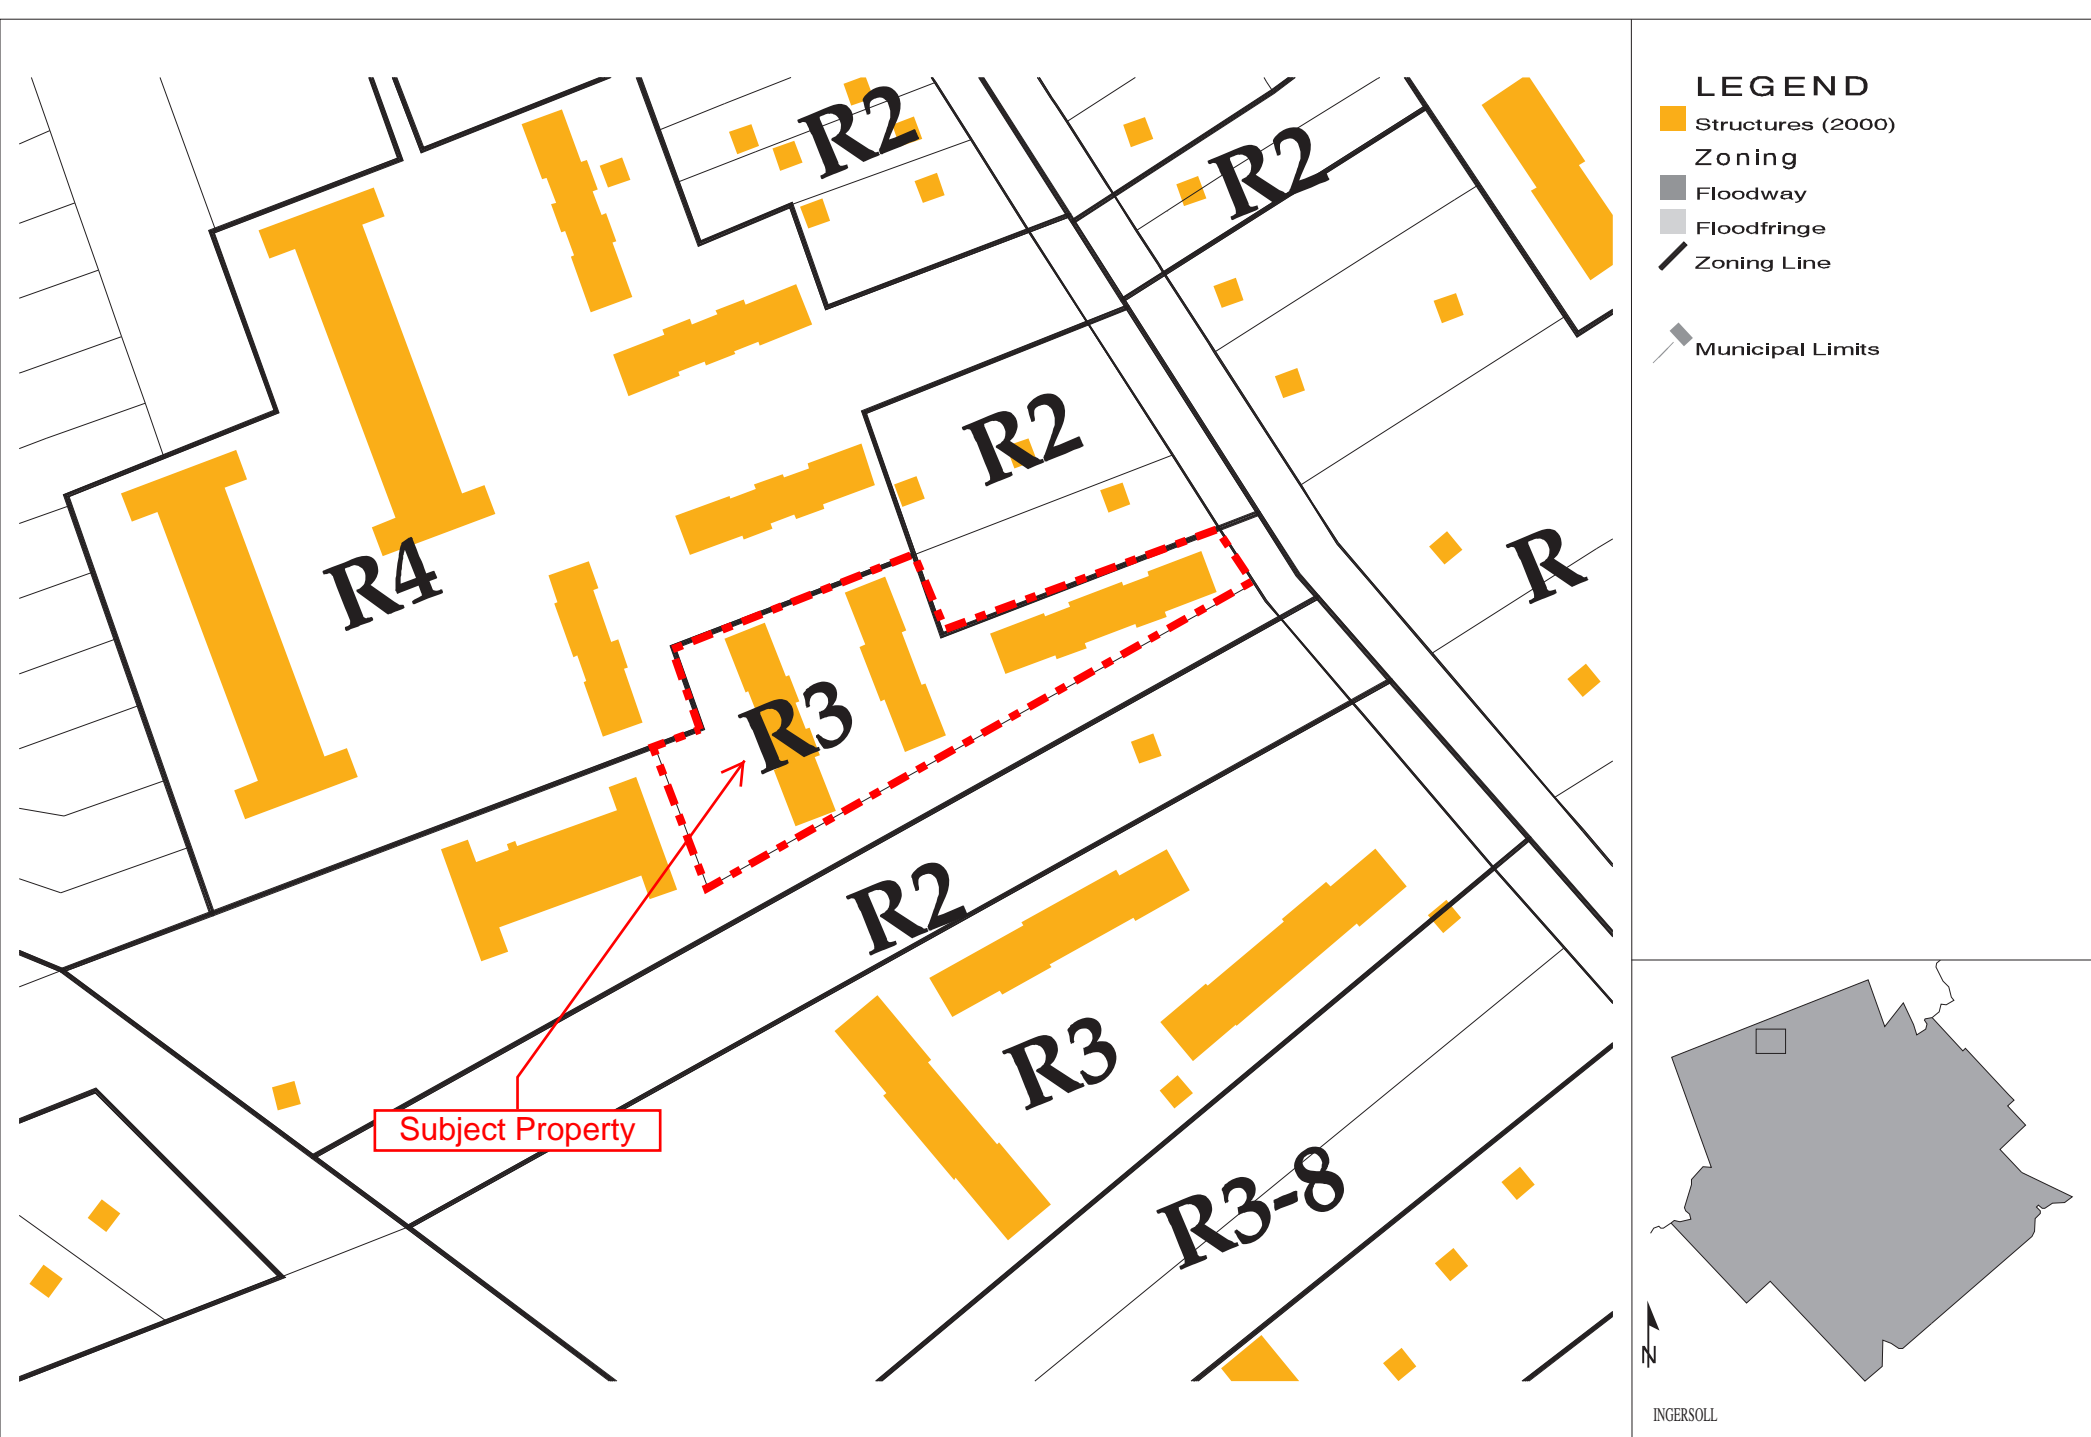 R2
R2
R2
R4
R
R3
R2
R3
R3-8
Subject Property
LEGEND
Structures (2000)
Zoning
Floodway
Floodfringe
Zoning Line
Municipal Limits
N
INGERSOLL